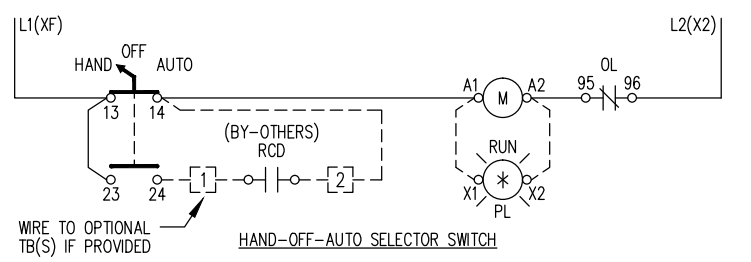 L1(XF)
L2(X2)
OFF
HAND
AUTO
OL
A1
A2
95
96
M
13
14
(BY-OTHERS)
RCD
RUN
1
2
23
24
X1
X2
PL
WIRE TO OPTIONAL
TB(S) IF PROVIDED
HAND-OFF-AUTO SELECTOR SWITCH